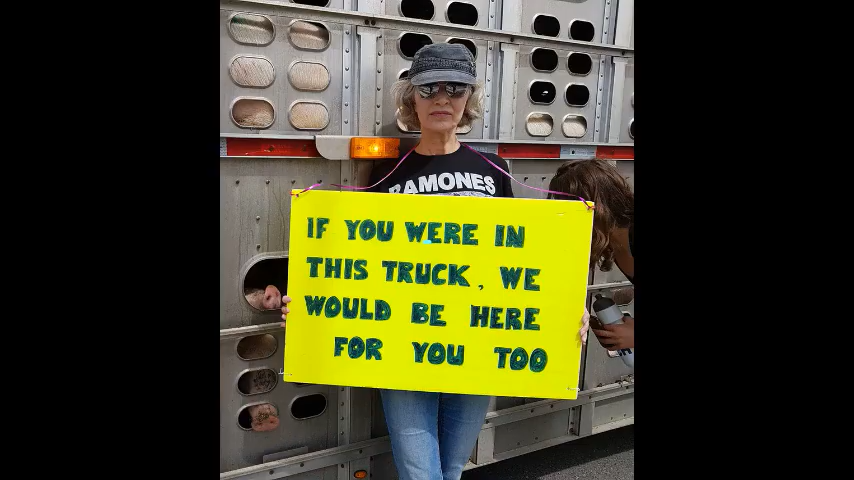 RAMONES
IF YOU WERE IN
THIS TRUCK, WE
WOULD BE HERE
FOR YOU TOO